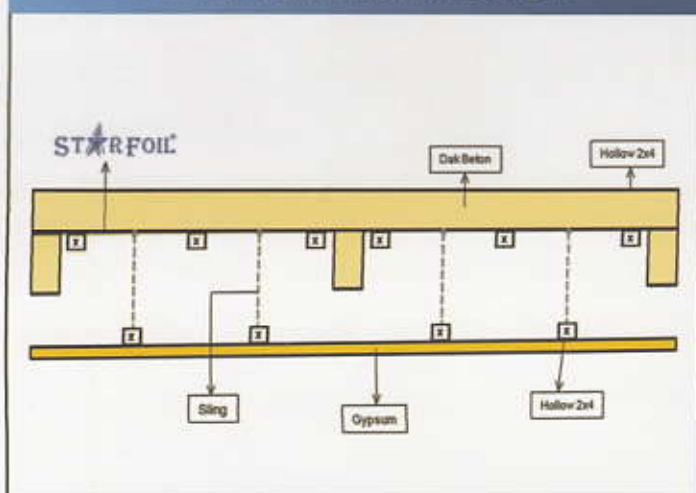 STARFOIL®
Dak Beton
Hollow 2x4
x x x x x x
x x x x
Sling
Gypsum
Hollow 2x4